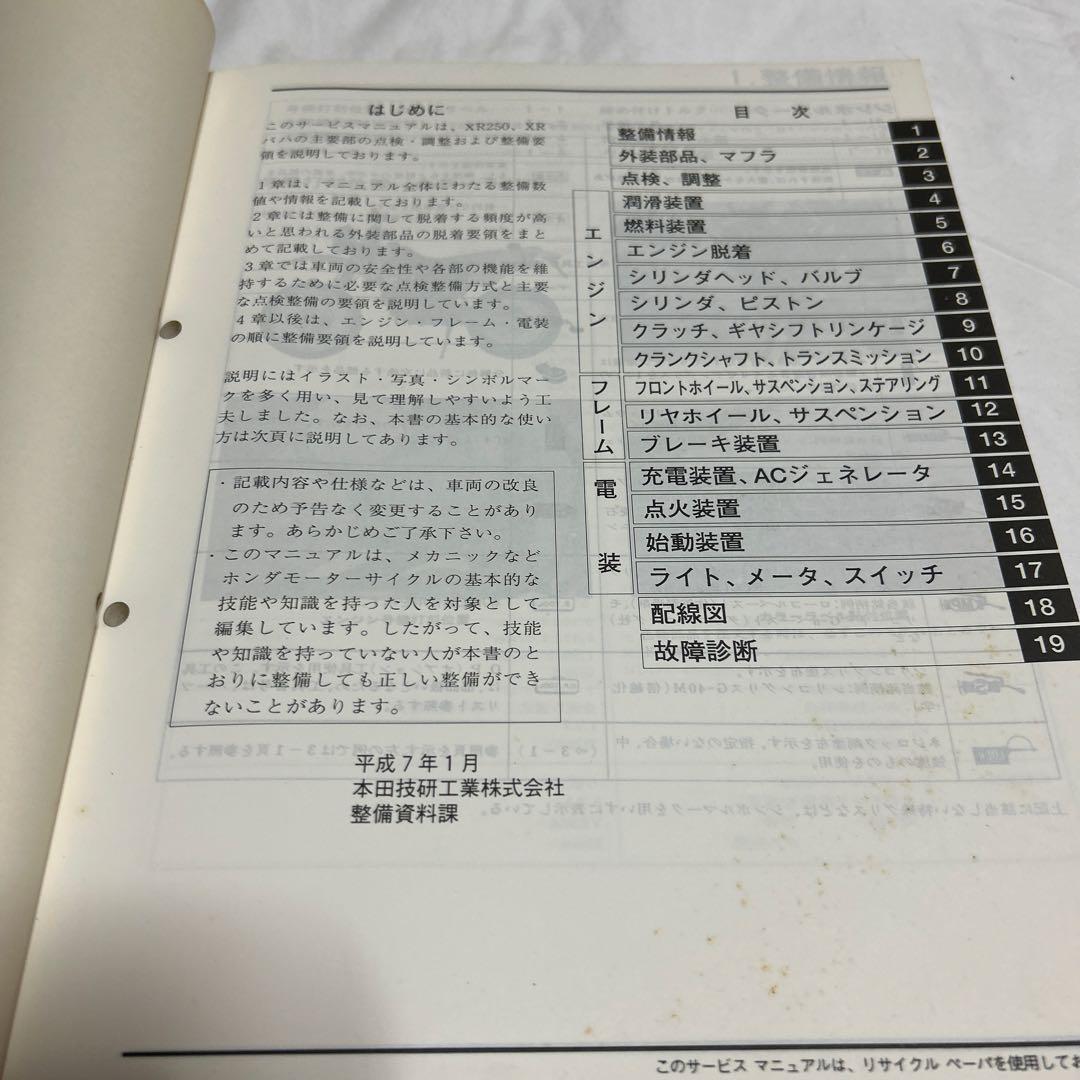 はじめに
このサービスマニュアルは、XR250、XR
バハの主要部の点検・調整および整備要
領を説明しております。
1章は、マニュアル全体にわたる整備数
値や情報を記載しております。
2章には整備に関して脱着する頻度が高
いと思われる外装部品の脱着要領をまと
めて記載しております。
3章では車両の安全性や各部の機能を維
持するために必要な点検整備方式と主要
な点検整備の要領を説明しています。
4章以後は、エンジン・フレーム・電装
の順に整備要領を説明しています。
説明にはイラスト・写真・シンボルマー
クを多く用い、見て理解しやすいよう工
夫しました。なお、本書の基本的な使い
方は次頁に説明してあります。
・記載内容や仕様などは、車両の改良
のため予告なく変更することがあり
ます。あらかじめご了承下さい。
・このマニュアルは、メカニックなど
ホンダモーターサイクルの基本的な
技能や知識を持った人を対象として
編集しています。したがって、技能
や知識を持っていない人が本書のと
おりに整備しても正しい整備ができ
ないことがあります。
平成7年1月
本田技研工業株式会社
整備資料課
目 次
整備情報 1
外装部品、マフラ 2
点検、調整 3
エンジン
潤滑装置 4
燃料装置 5
エンジン脱着 6
シリンダヘッド、バルブ 7
シリンダ、ピストン 8
クラッチ、ギヤシフトリンケージ 9
クランクシャフト、トランスミッション 10
フレーム
フロントホイール、サスペンション、ステアリング 11
リヤホイール、サスペンション 12
ブレーキ装置 13
電装
充電装置、ACジェネレータ 14
点火装置 15
始動装置 16
ライト、メータ、スイッチ 17
配線図 18
故障診断 19
このサービス マニュアルは、リサイクル ペーパを使用してお